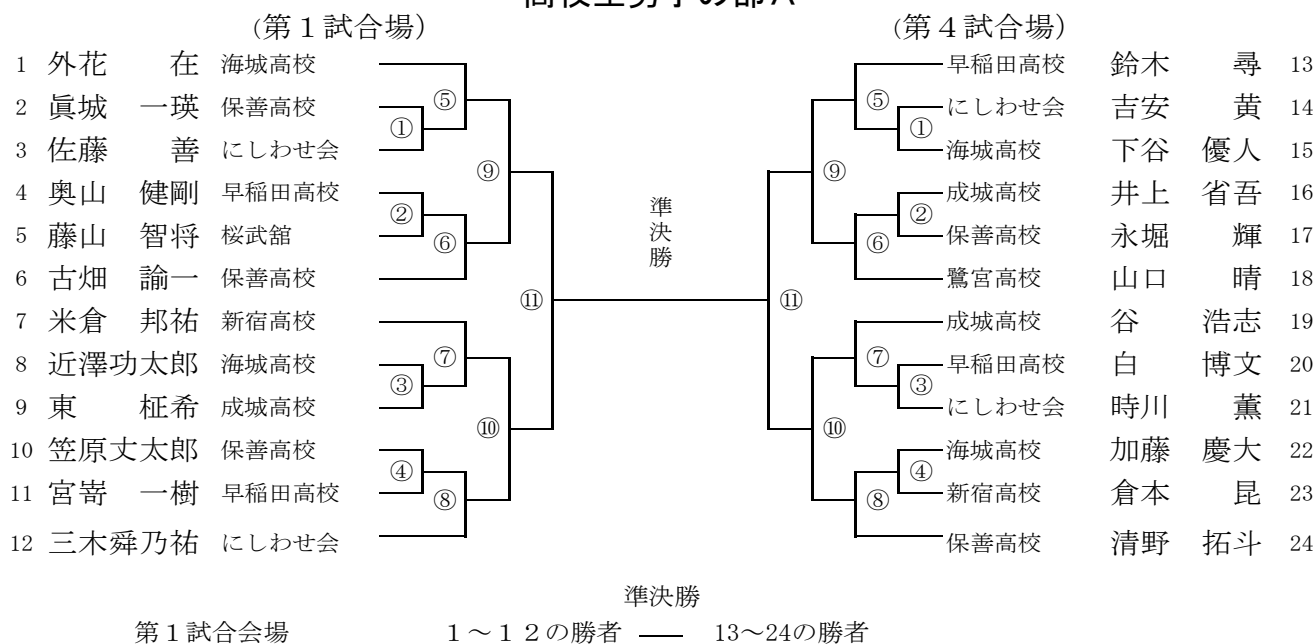 (第１試合場) (第４試合場)
1 外花 在 海城高校 早稲田高校 鈴木 尋 13
⑤ ⑤
2 眞城 一瑛 保善高校 にしわせ会 吉安 黄 14
① ①
3 佐藤 善 にしわせ会 海城高校 下谷 優人 15
⑨ ⑨
4 奥山 健剛 早稲田高校 成城高校 井上 省吾 16
② 準決勝 ②
5 藤山 智将 桜武舘 保善高校 永堀 輝 17
⑥ ⑥
6 古畑 諭一 保善高校 鷺宮高校 山口 晴 18
⑪ ⑪
7 米倉 邦祐 新宿高校 成城高校 谷 浩志 19
⑦ ⑦
8 近澤功太郎 海城高校 早稲田高校 白 博文 20
③ ③
9 東 柾希 成城高校 にしわせ会 時川 薫 21
⑩ ⑩
10 笠原丈太郎 保善高校 海城高校 加藤 慶大 22
④ ④
11 宮嵜 一樹 早稲田高校 新宿高校 倉本 昆 23
⑧ ⑧
12 三木舜乃祐 にしわせ会 保善高校 清野 拓斗 24
準決勝
第１試合会場 １～１２の勝者 ― 13～24の勝者